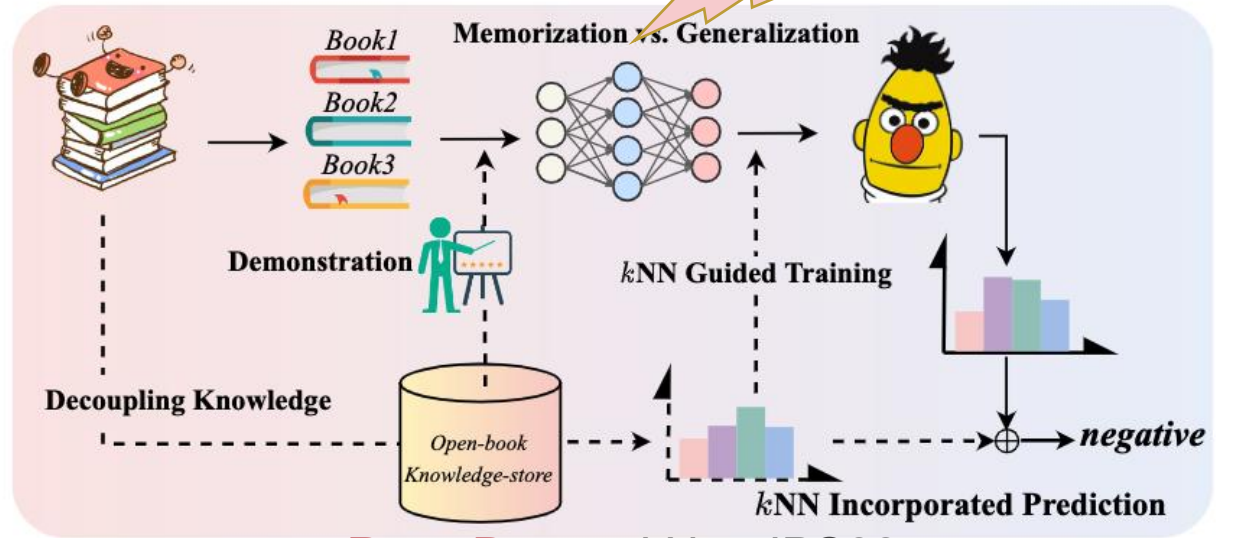 Book1
Memorization vs. Generalization
Book2
Book3
Demonstration
kNN Guided Training
Decoupling Knowledge
Open-book
Knowledge-store
negative
kNN Incorporated Prediction